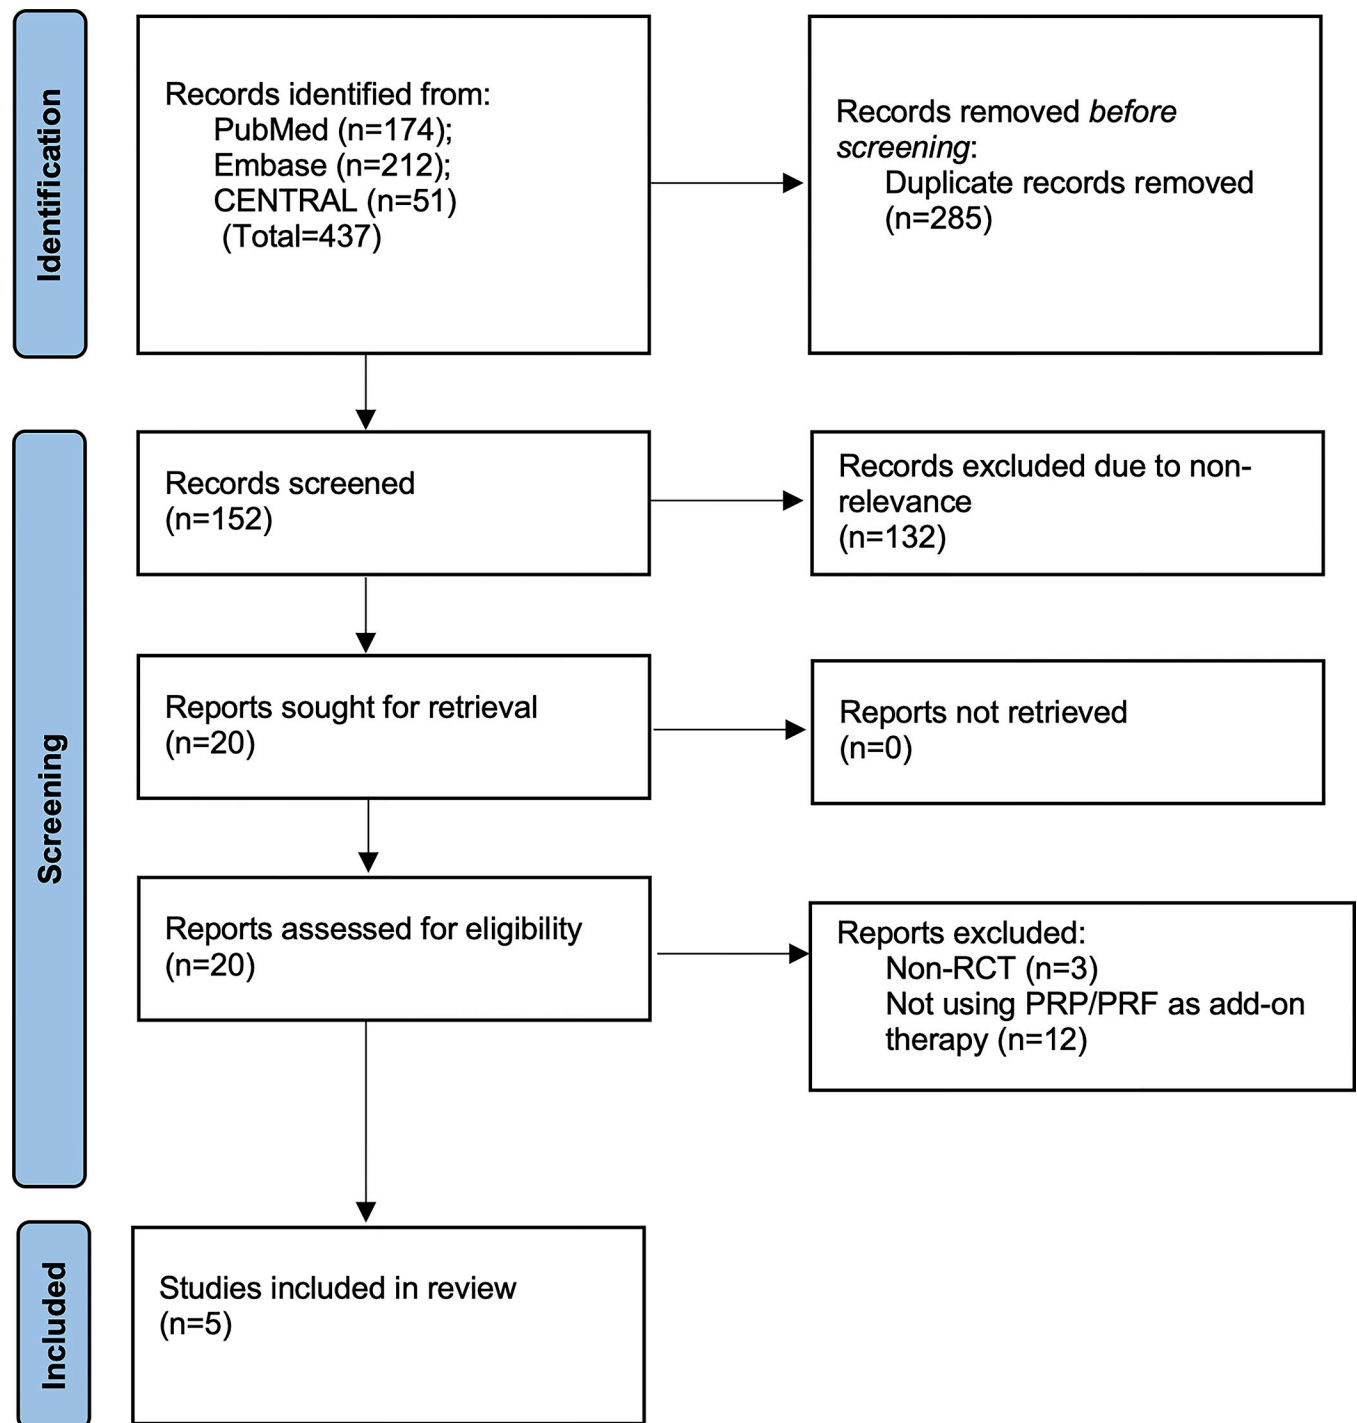 Identification
Records identified from:
PubMed (n=174);
Embase (n=212);
CENTRAL (n=51)
(Total=437)
Records removed before
screening:
Duplicate records removed
(n=285)
Screening
Records screened
(n=152)
Records excluded due to non-
relevance
(n=132)
Reports sought for retrieval
(n=20)
Reports not retrieved
(n=0)
Reports assessed for eligibility
(n=20)
Reports excluded:
Non-RCT (n=3)
Not using PRP/PRF as add-on
therapy (n=12)
Included
Studies included in review
(n=5)